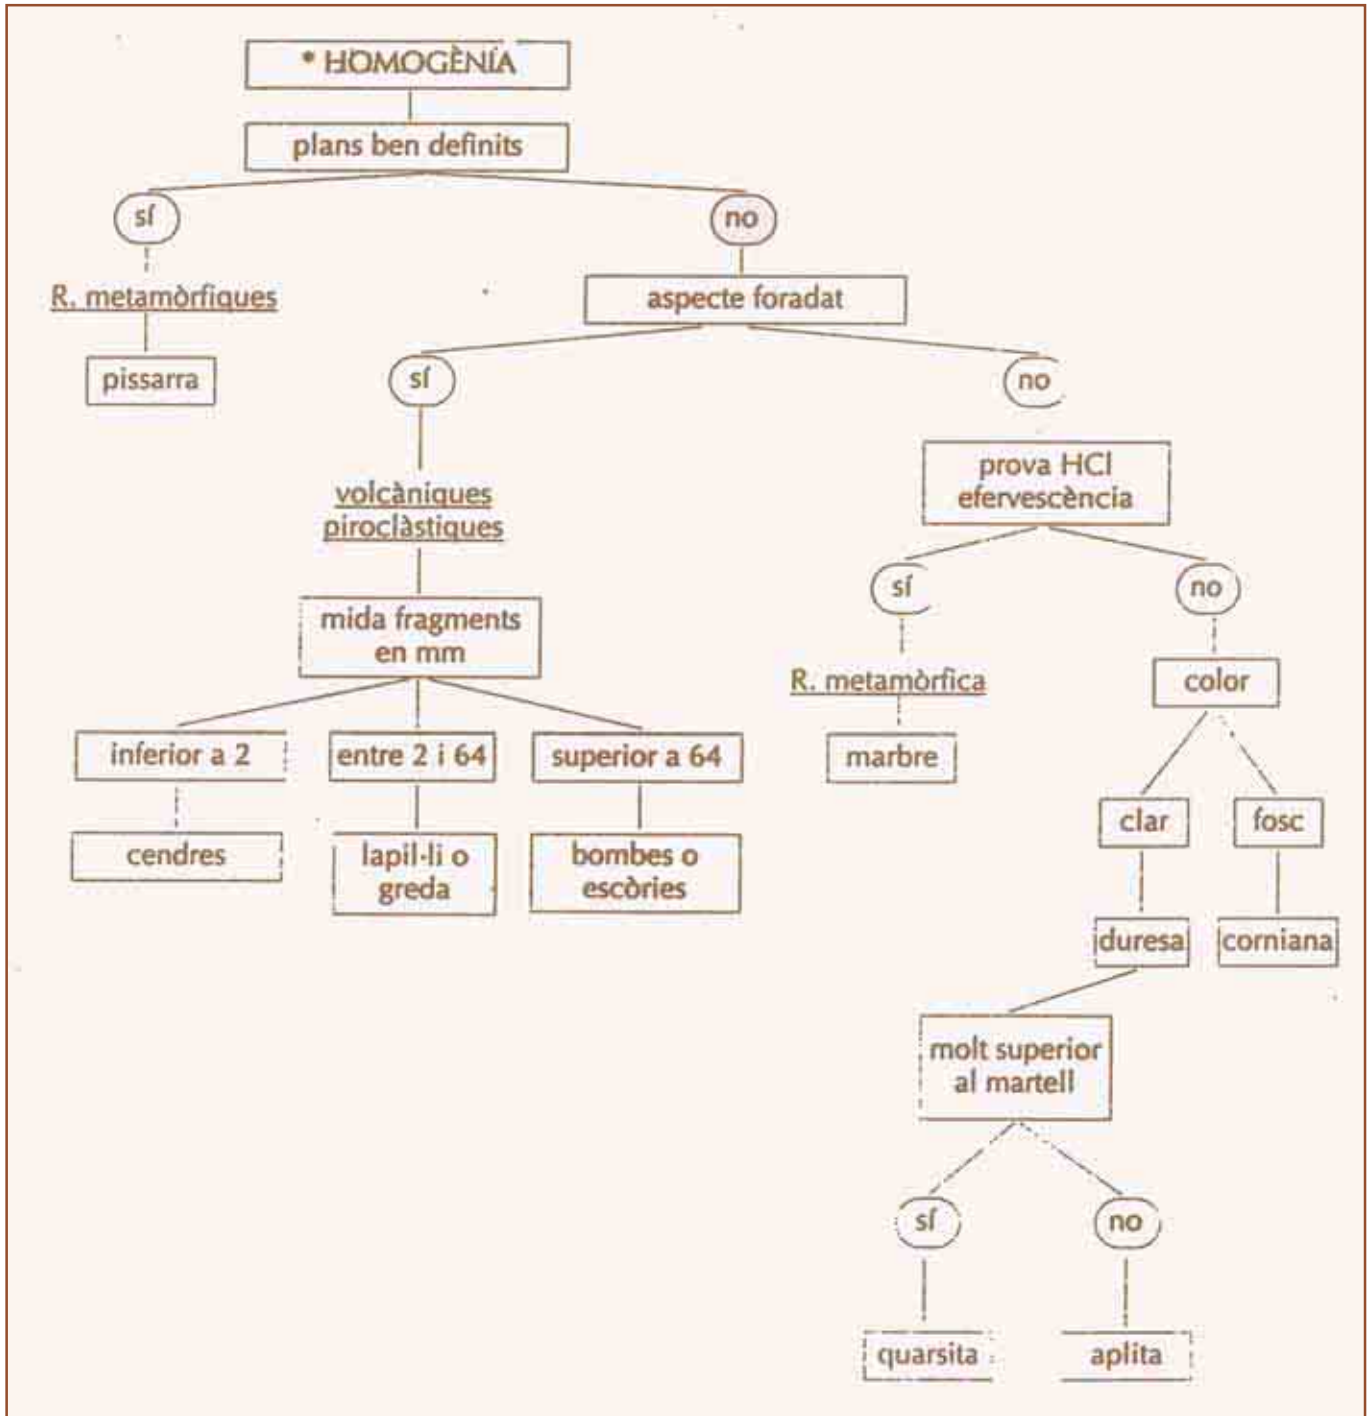 * HOMOGÈNIA
plans ben definits
sí
no
R. metamòrfiques
aspecte foradat
pissarra
sí
no
prova HCl
efervescència
volcàniques
piroclàstiques
sí
no
mida fragments
en mm
R. metamòrfica
color
inferior a 2
entre 2 i 64
superior a 64
marbre
clar
fosc
cendres
lapil·li o
greda
bombes o
escòries
duresa
corniana
molt superior
al martell
sí
no
quarsita
aplita